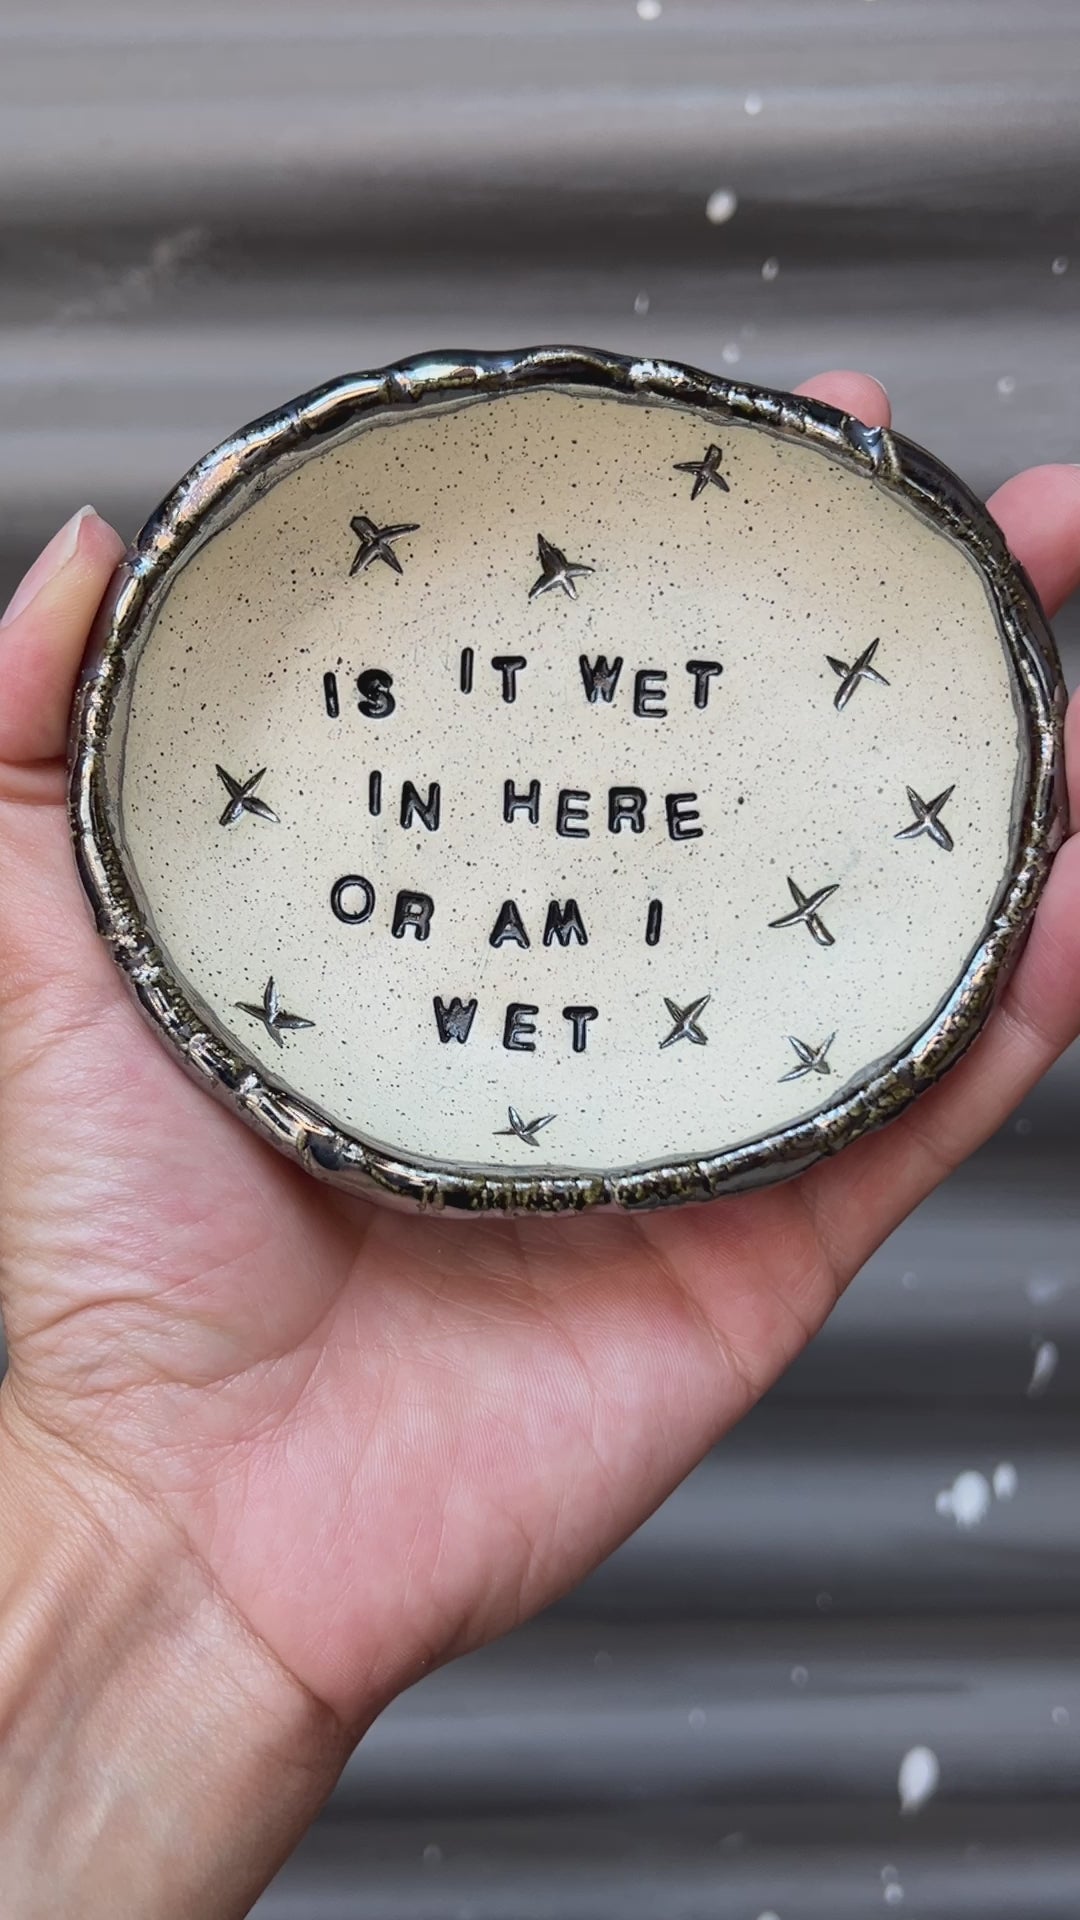 IS IT WET
IN HERE
OR AM I
WET